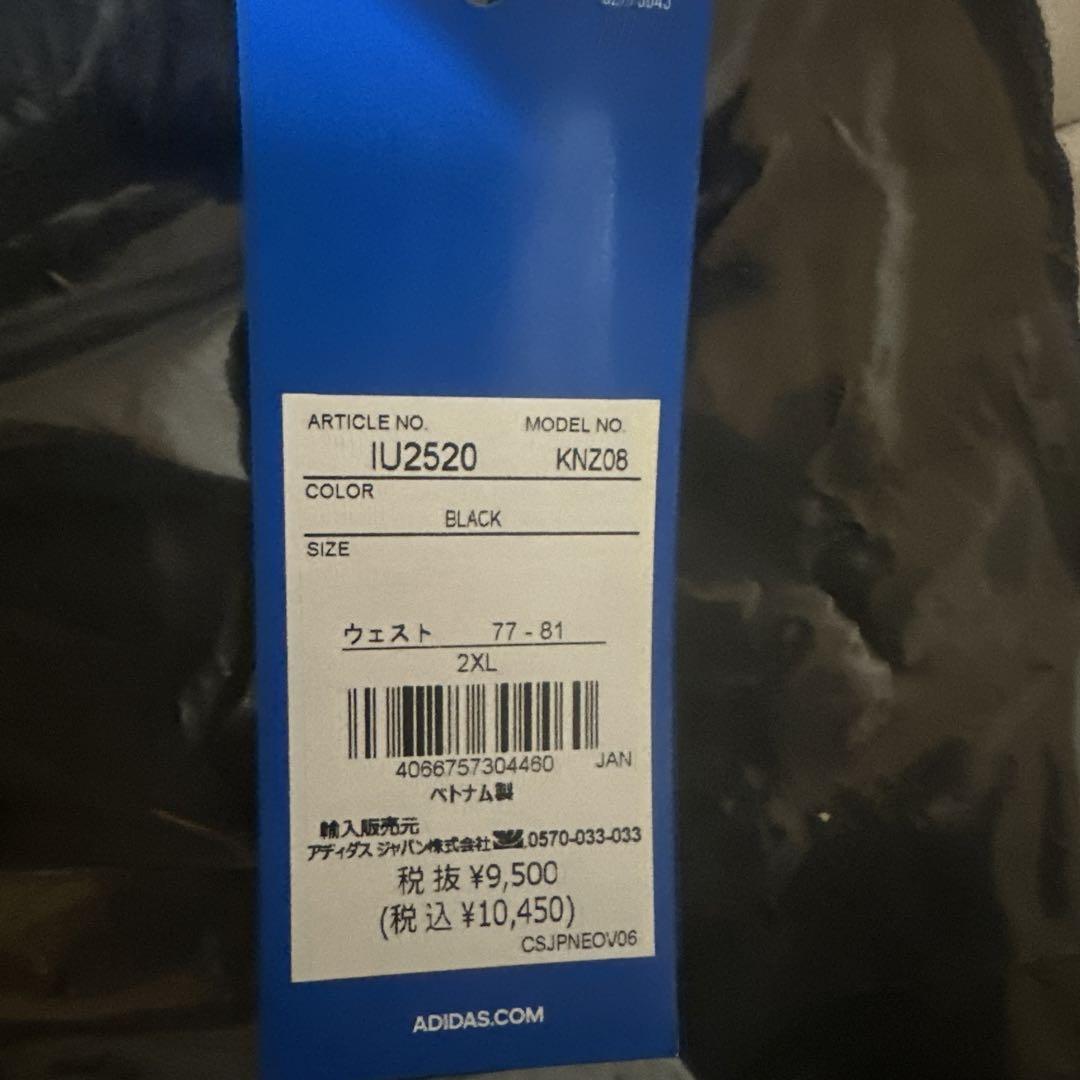 ARTICLE NO. MODEL NO.
IU2520 KNZ08
COLOR
BLACK
SIZE
ウェスト 77 - 81
2XL
4066757304460 JAN
ベトナム製
輸入販売元
アディダス ジャパン株式会社 0570-033-033
税抜 ¥9,500
(税込 ¥10,450)
CSJPNEOV06
ADIDAS.COM